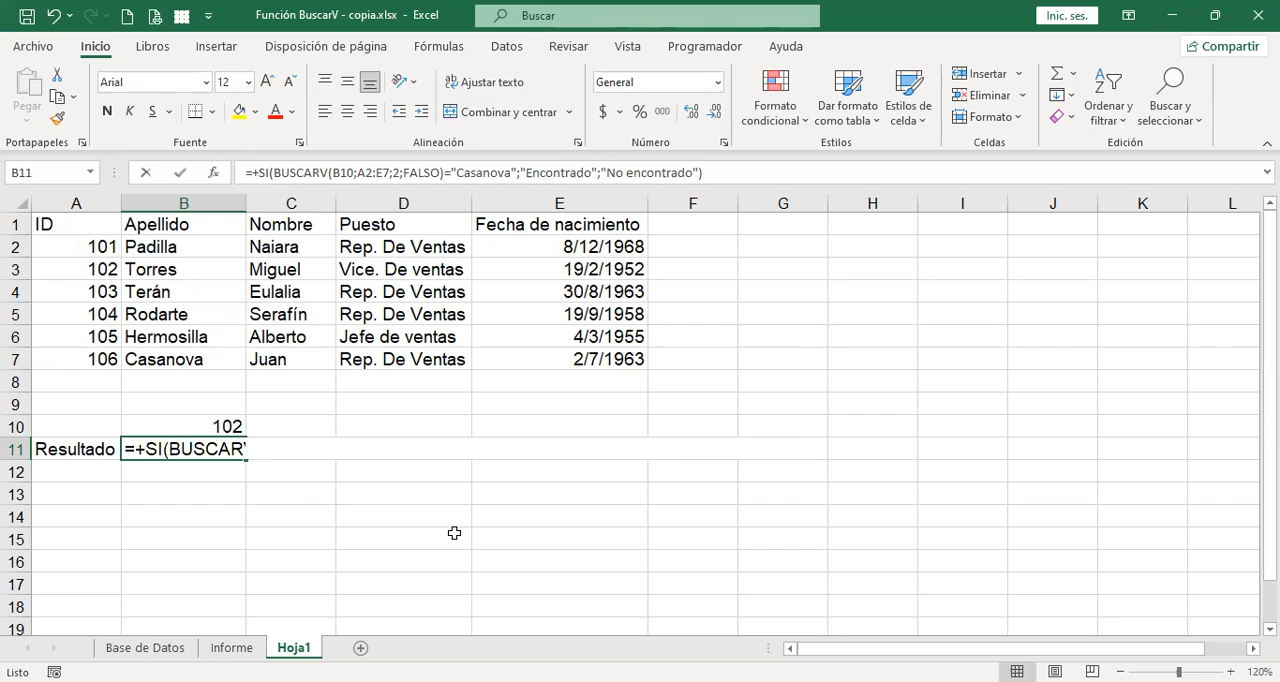 Función BuscarV - copia.xlsx - Excel
Buscar
Inic. ses.
Archivo Inicio Libros Insertar Disposición de página Fórmulas Datos Revisar Vista Programador Ayuda
Compartir
Pegar
Portapapeles
Arial 12
N K S
Fuente
Ajustar texto
Combinar y centrar
Alineación
General
$ % 000
Número
Formato condicional
Dar formato como tabla
Estilos de celda
Estilos
Insertar
Eliminar
Formato
Celdas
Ordenar y filtrar
Buscar y seleccionar
Edición
B11 fx =+SI(BUSCARV(B10;A2:E7;2;FALSO)="Casanova";"Encontrado";"No encontrado")
A B C D E F G H I J K L
1 ID Apellido Nombre Puesto Fecha de nacimiento
2 101 Padilla Naiara Rep. De Ventas 8/12/1968
3 102 Torres Miguel Vice. De ventas 19/2/1952
4 103 Terán Eulalia Rep. De Ventas 30/8/1963
5 104 Rodarte Serafín Rep. De Ventas 19/9/1958
6 105 Hermosilla Alberto Jefe de ventas 4/3/1955
7 106 Casanova Juan Rep. De Ventas 2/7/1963
8
9
10 102
11 Resultado =+SI(BUSCARV
12
13
14
15
16
17
18
19
Base de Datos Informe Hoja1
Listo 120%